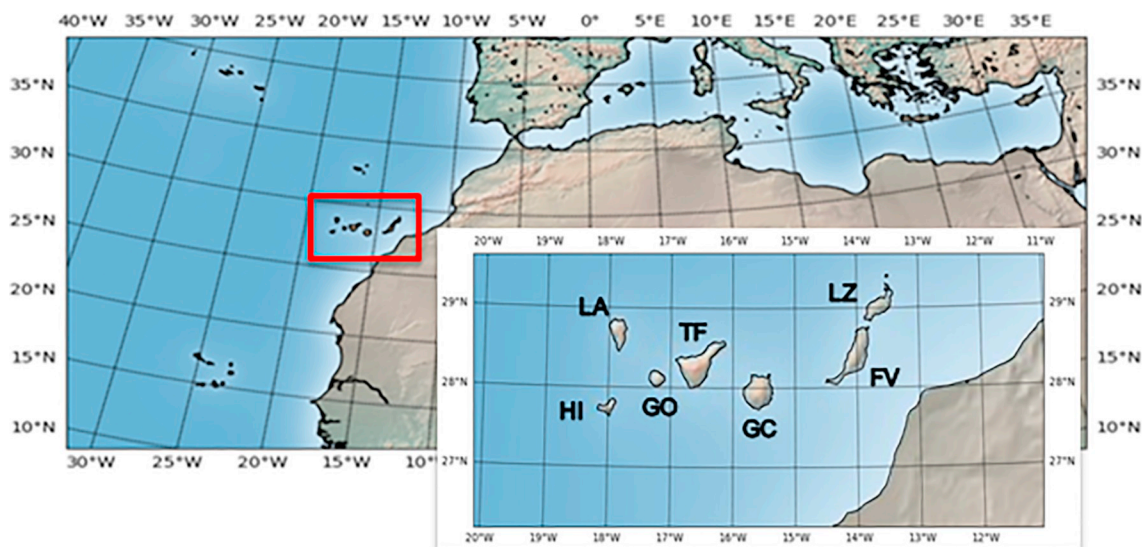 40°W 35°W 30°W 25°W 20°W 15°W 10°W 5°W 0°E 5°E 10°E 15°E 20°E 25°E 30°E 35°E
35°N 35°N
30°N 30°N
25°N 25°N
20°N 20°N
15°N 15°N
10°N 10°N
30°W 25°W 20°W 15°W 10°W
20°W 19°W 18°W 17°W 16°W 15°W 14°W 13°W 12°W 11°W
29°N LA LZ 29°N
TF
28°N FV 28°N
HI GO GC
27°N 27°N
20°W 19°W 18°W 17°W 16°W 15°W 14°W 13°W 12°W